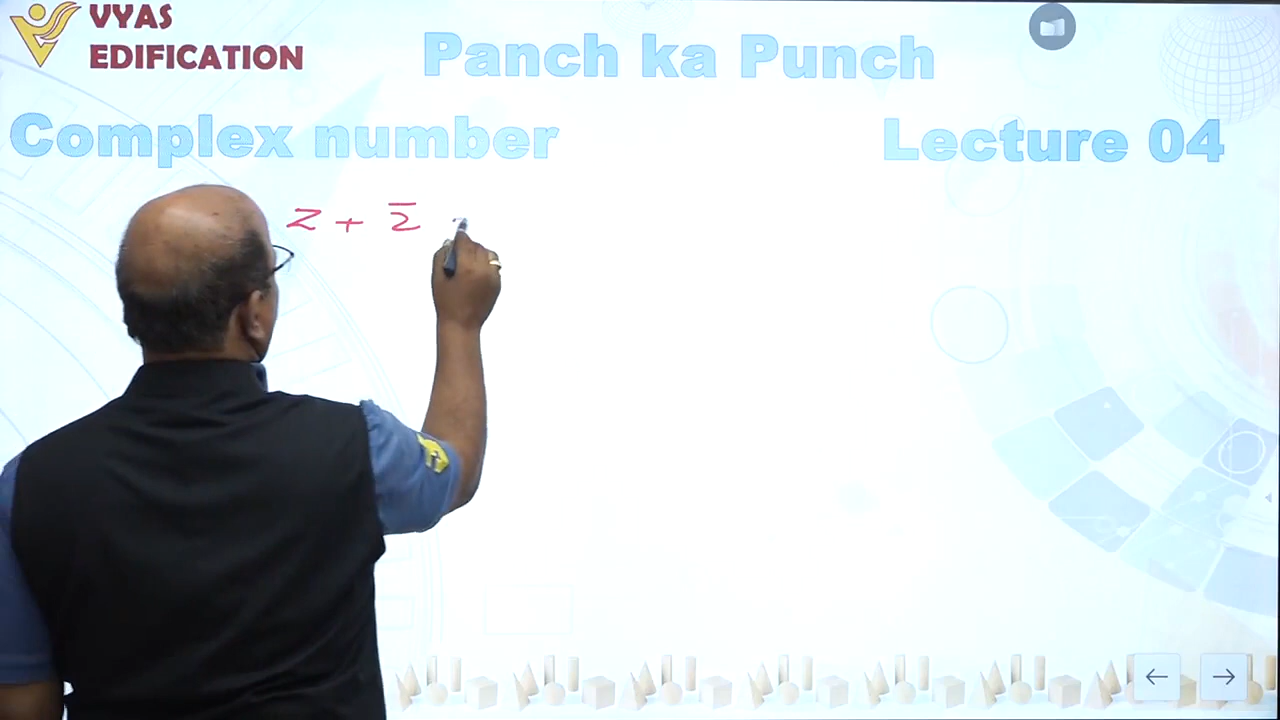 VYAS
EDIFICATION
Panch ka Punch
Complex number
Lecture 04
z + z̄